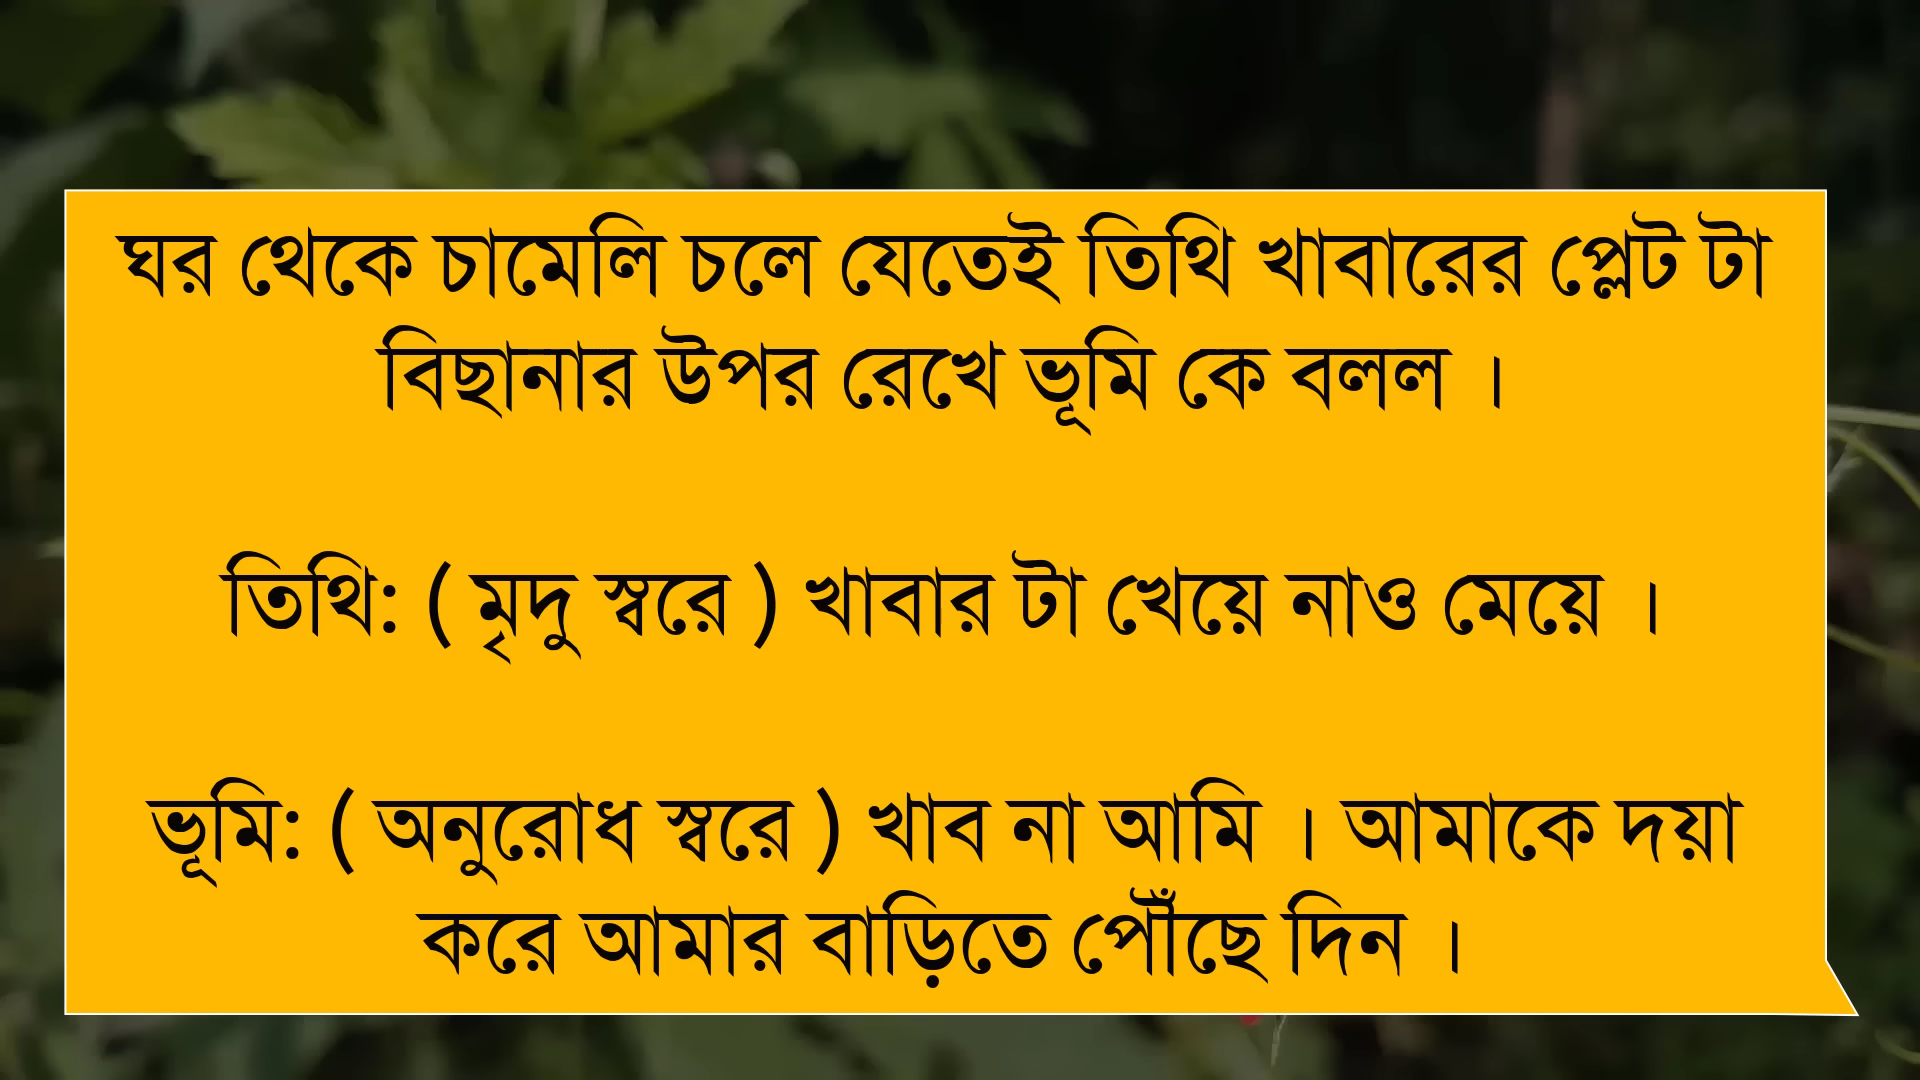 ঘর থেকে চামেলি চলে যেতেই তিথি খাবারের প্লেট টা
বিছানার উপর রেখে ভূমি কে বলল ।
তিথি: ( মৃদু স্বরে ) খাবার টা খেয়ে নাও মেয়ে ।
ভূমি: ( অনুরোধ স্বরে ) খাব না আমি । আমাকে দয়া
করে আমার বাড়িতে পৌঁছে দিন ।